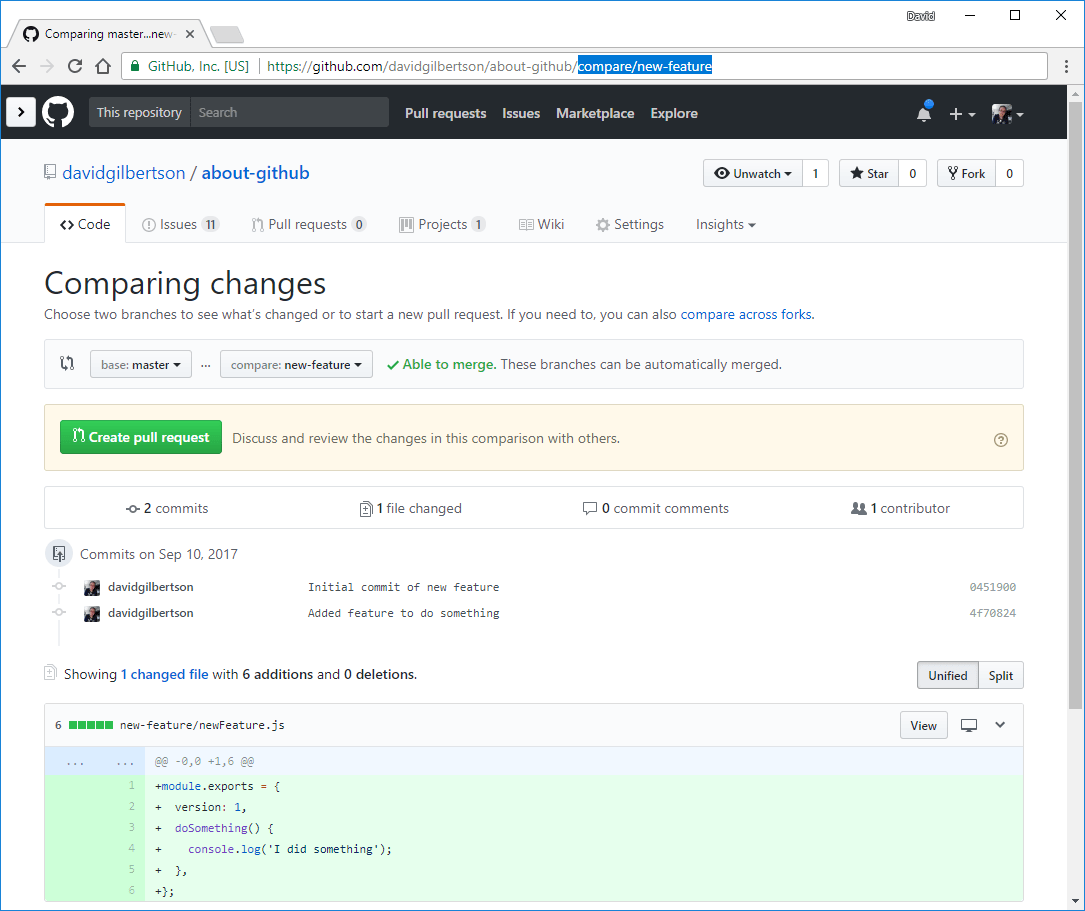 David
Comparing master...new-
GitHub, Inc. [US] https://github.com/davidgilbertson/about-github/compare/new-feature
This repository Search Pull requests Issues Marketplace Explore
davidgilbertson / about-github Unwatch 1 Star 0 Fork 0
Code Issues 11 Pull requests 0 Projects 1 Wiki Settings Insights
Comparing changes
Choose two branches to see what's changed or to start a new pull request. If you need to, you can also compare across forks.
base: master ... compare: new-feature Able to merge. These branches can be automatically merged.
Create pull request Discuss and review the changes in this comparison with others.
2 commits 1 file changed 0 commit comments 1 contributor
Commits on Sep 10, 2017
davidgilbertson Initial commit of new feature 0451900
davidgilbertson Added feature to do something 4f70824
Showing 1 changed file with 6 additions and 0 deletions. Unified Split
6 new-feature/newFeature.js View
... ... @@ -0,0 +1,6 @@
1 +module.exports = {
2 +  version: 1,
3 +  doSomething() {
4 +    console.log('I did something');
5 +  },
6 +};